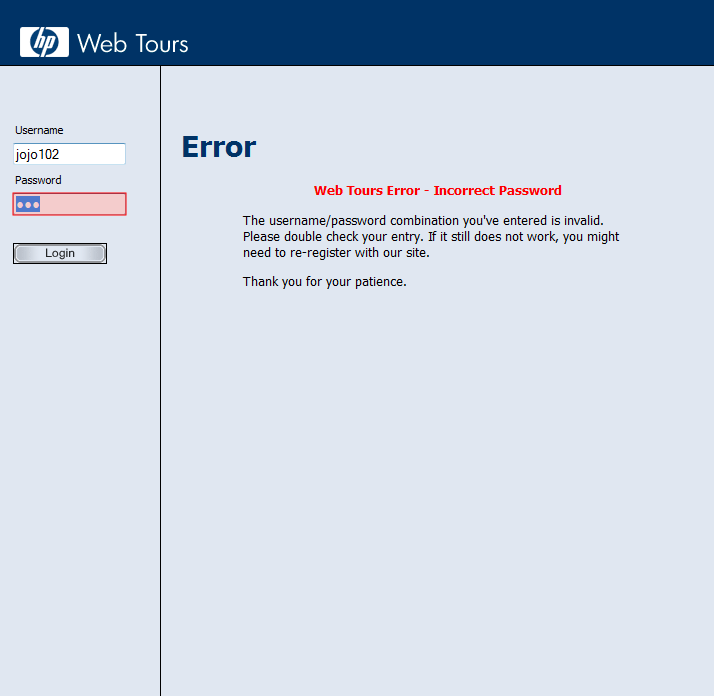 hp Web Tours
Username
jojo102
Password
•••
Login
Error
Web Tours Error - Incorrect Password
The username/password combination you've entered is invalid.
Please double check your entry. If it still does not work, you might
need to re-register with our site.
Thank you for your patience.